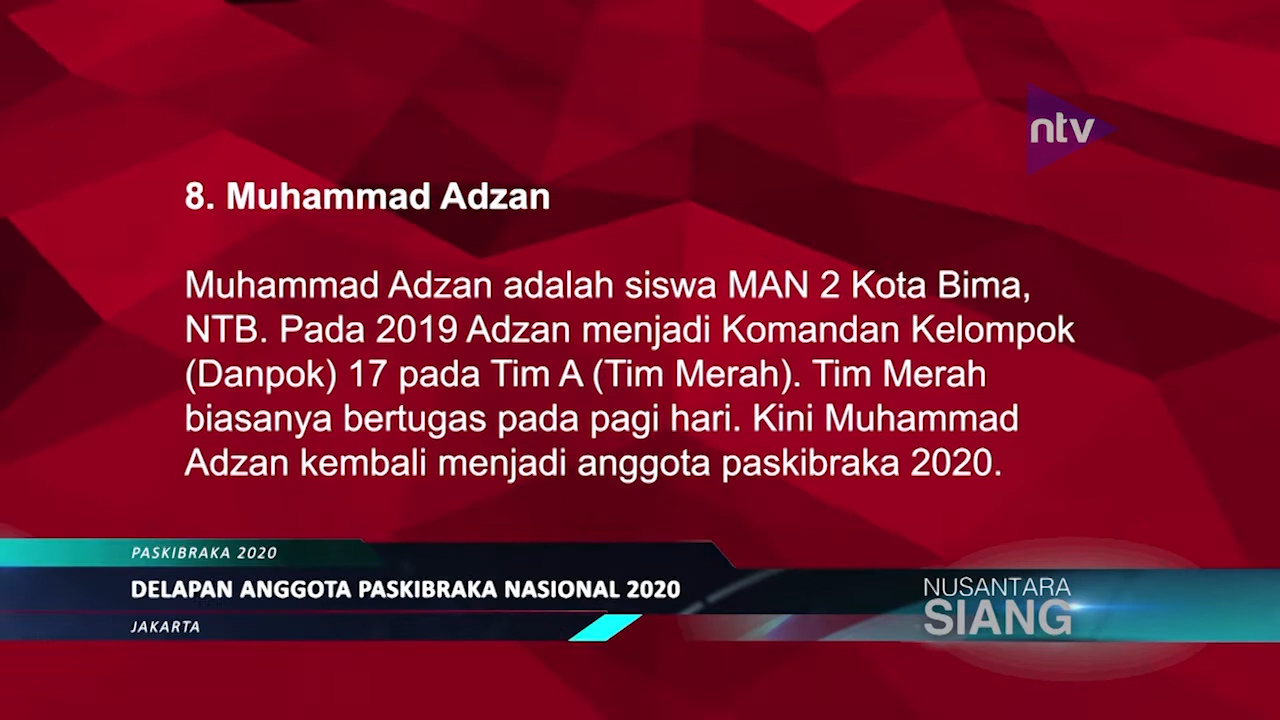 ntv
8. Muhammad Adzan
Muhammad Adzan adalah siswa MAN 2 Kota Bima,
NTB. Pada 2019 Adzan menjadi Komandan Kelompok
(Danpok) 17 pada Tim A (Tim Merah). Tim Merah
biasanya bertugas pada pagi hari. Kini Muhammad
Adzan kembali menjadi anggota paskibraka 2020.
PASKIBRAKA 2020
DELAPAN ANGGOTA PASKIBRAKA NASIONAL 2020
JAKARTA
NUSANTARA
SIANG